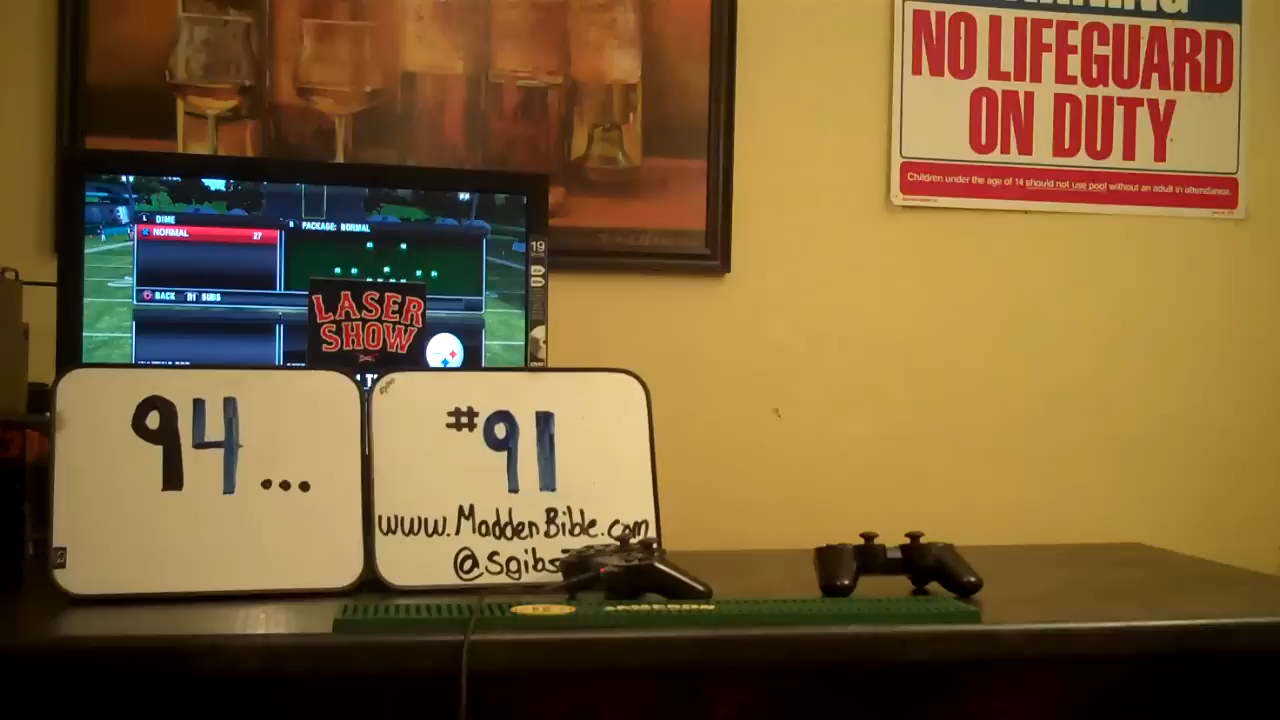 NO LIFEGUARD
ON DUTY
Children under the age of 14 should not use pool without an adult in attendance.
DIME
NORMAL 27
PACKAGE: NORMAL
BACK R1 SUBS
19
LASER
SHOW
94...
#91
www.MaddenBible.com
@Sgibs